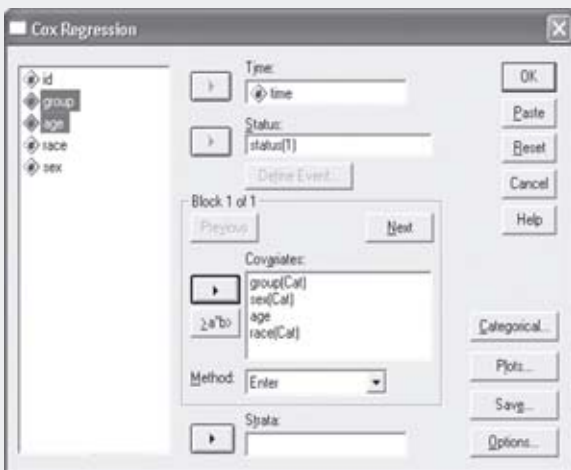 Cox Regression
id
group
age
race
sex
Time:
time
Status:
status(1)
Define Event...
Block 1 of 1
Previous
Next
Covariates:
group(Cat)
sex(Cat)
age
race(Cat)
>a*b>
Method: Enter
Strata:
OK
Paste
Reset
Cancel
Help
Categorical...
Plots...
Save...
Options...